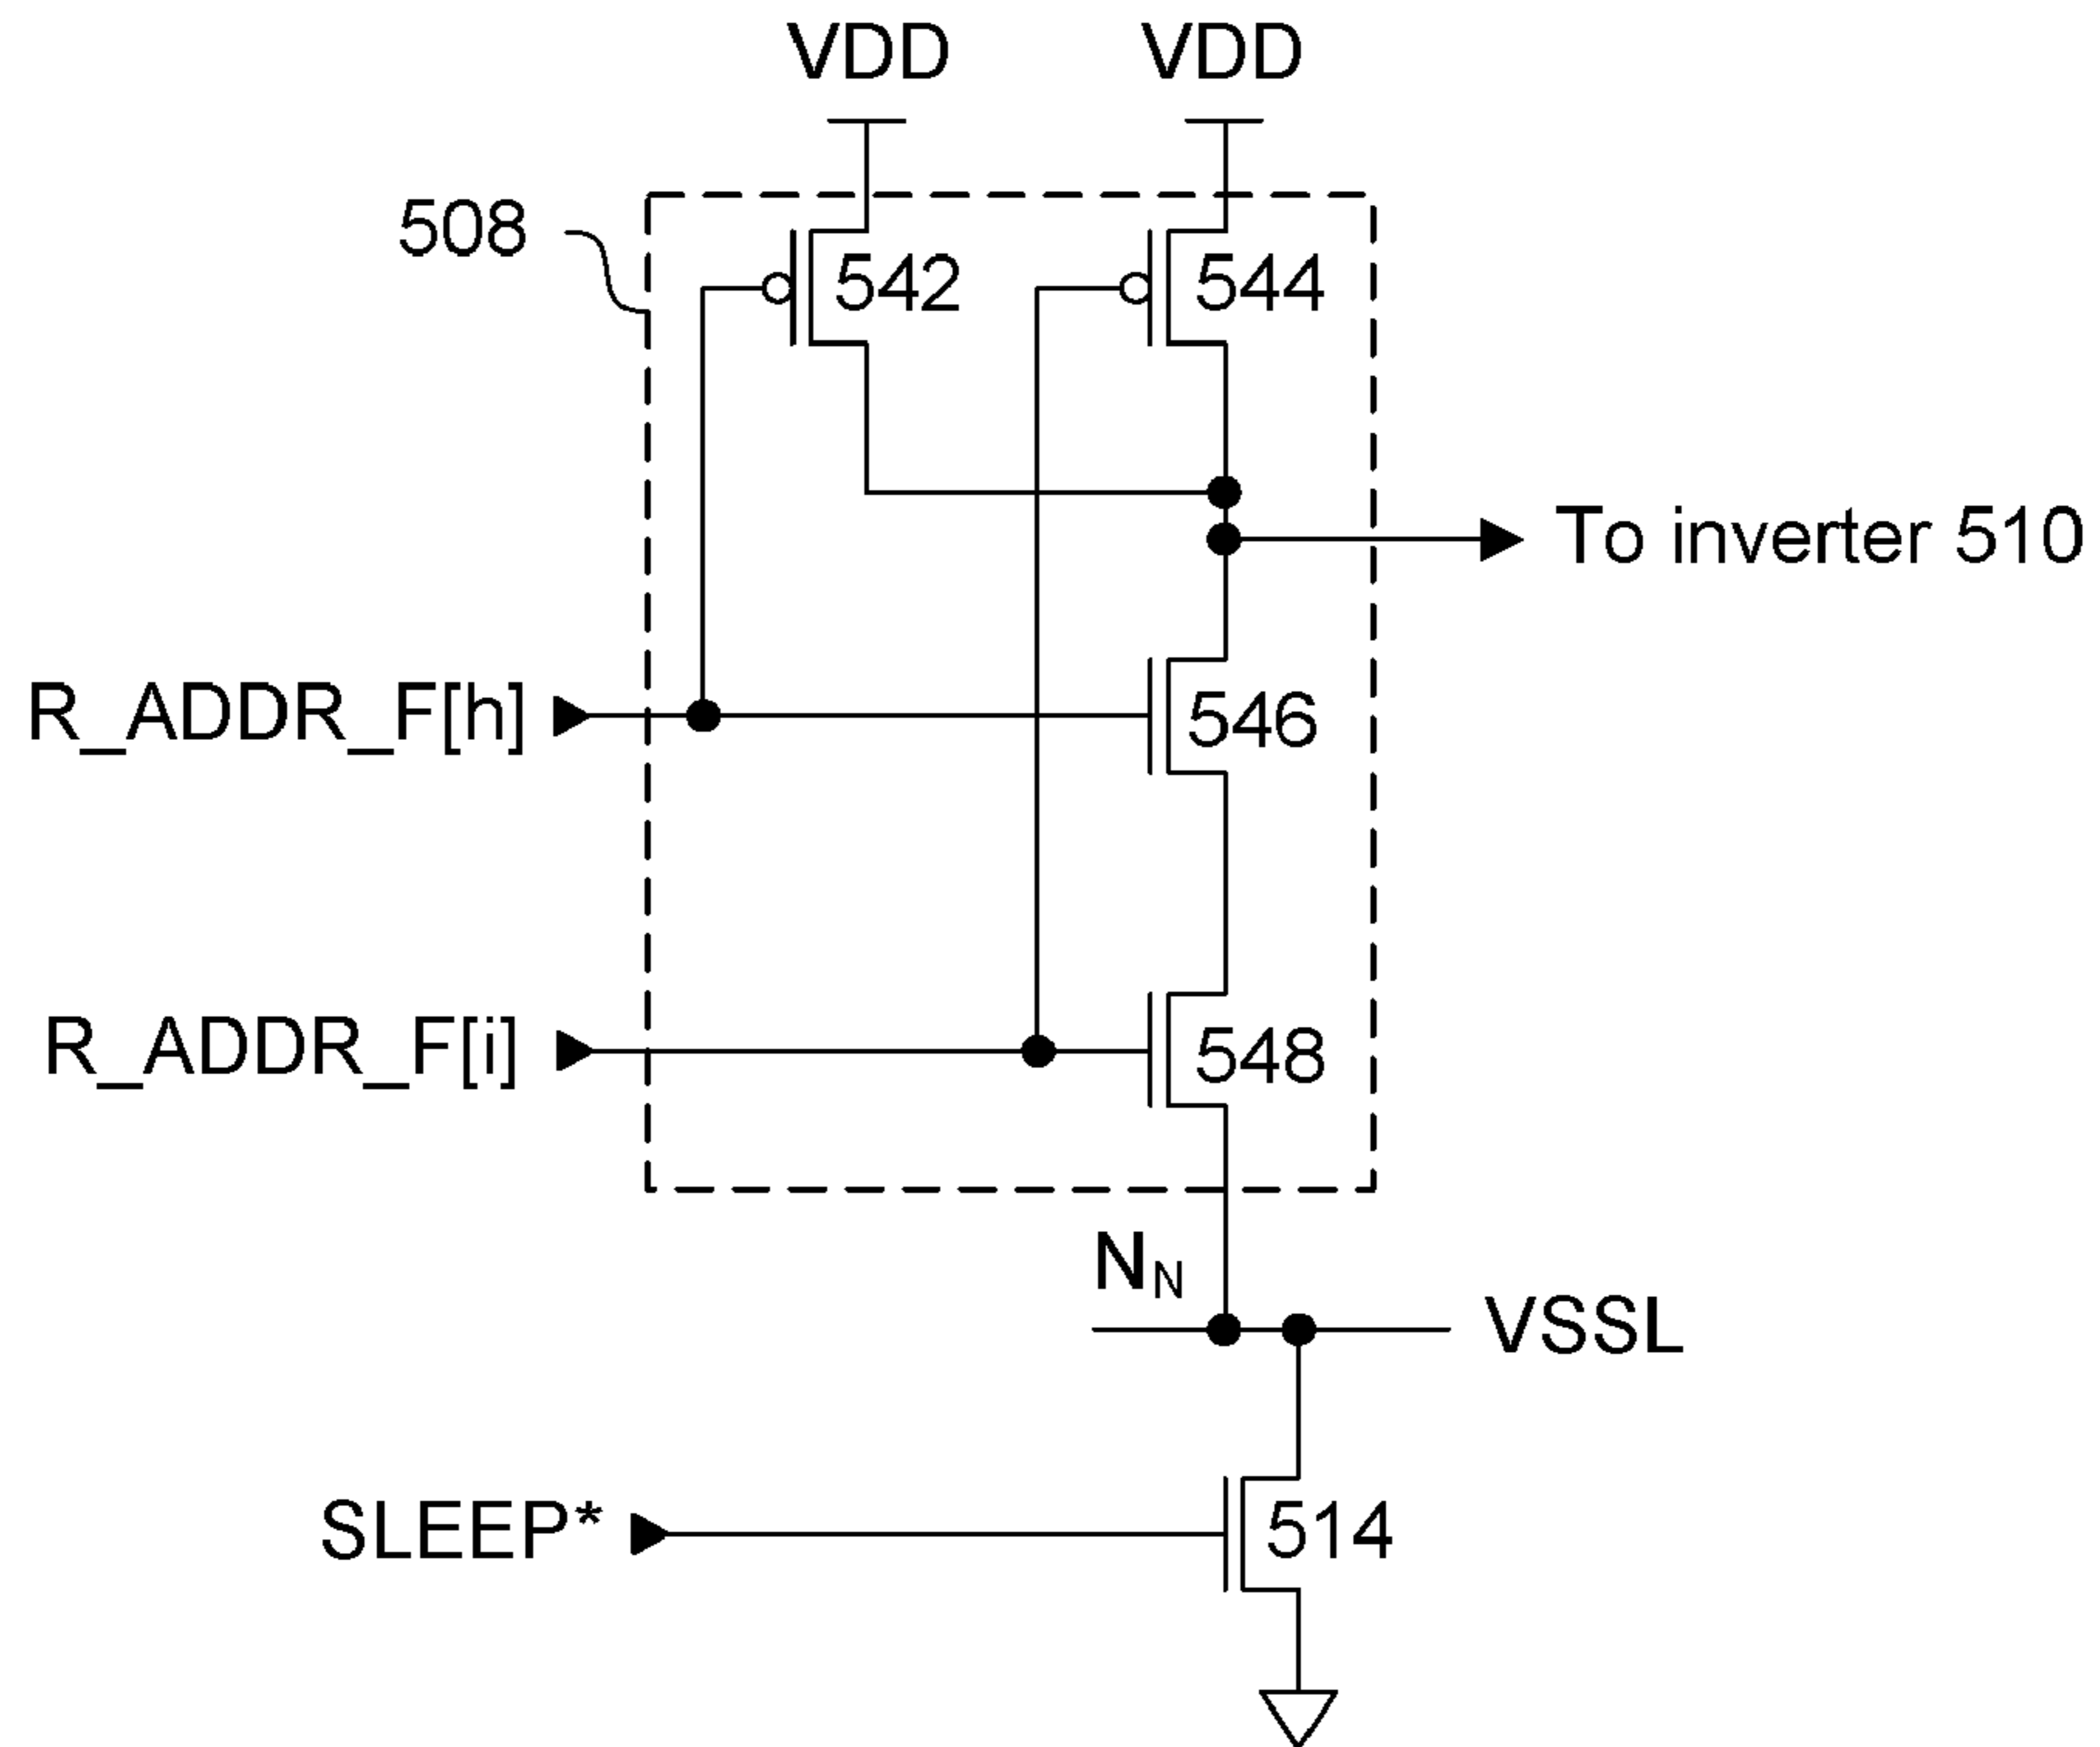 VDD VDD
508
542 544
To inverter 510
R_ADDR_F[h]
546
R_ADDR_F[i]
548
NN
VSSL
SLEEP*
514